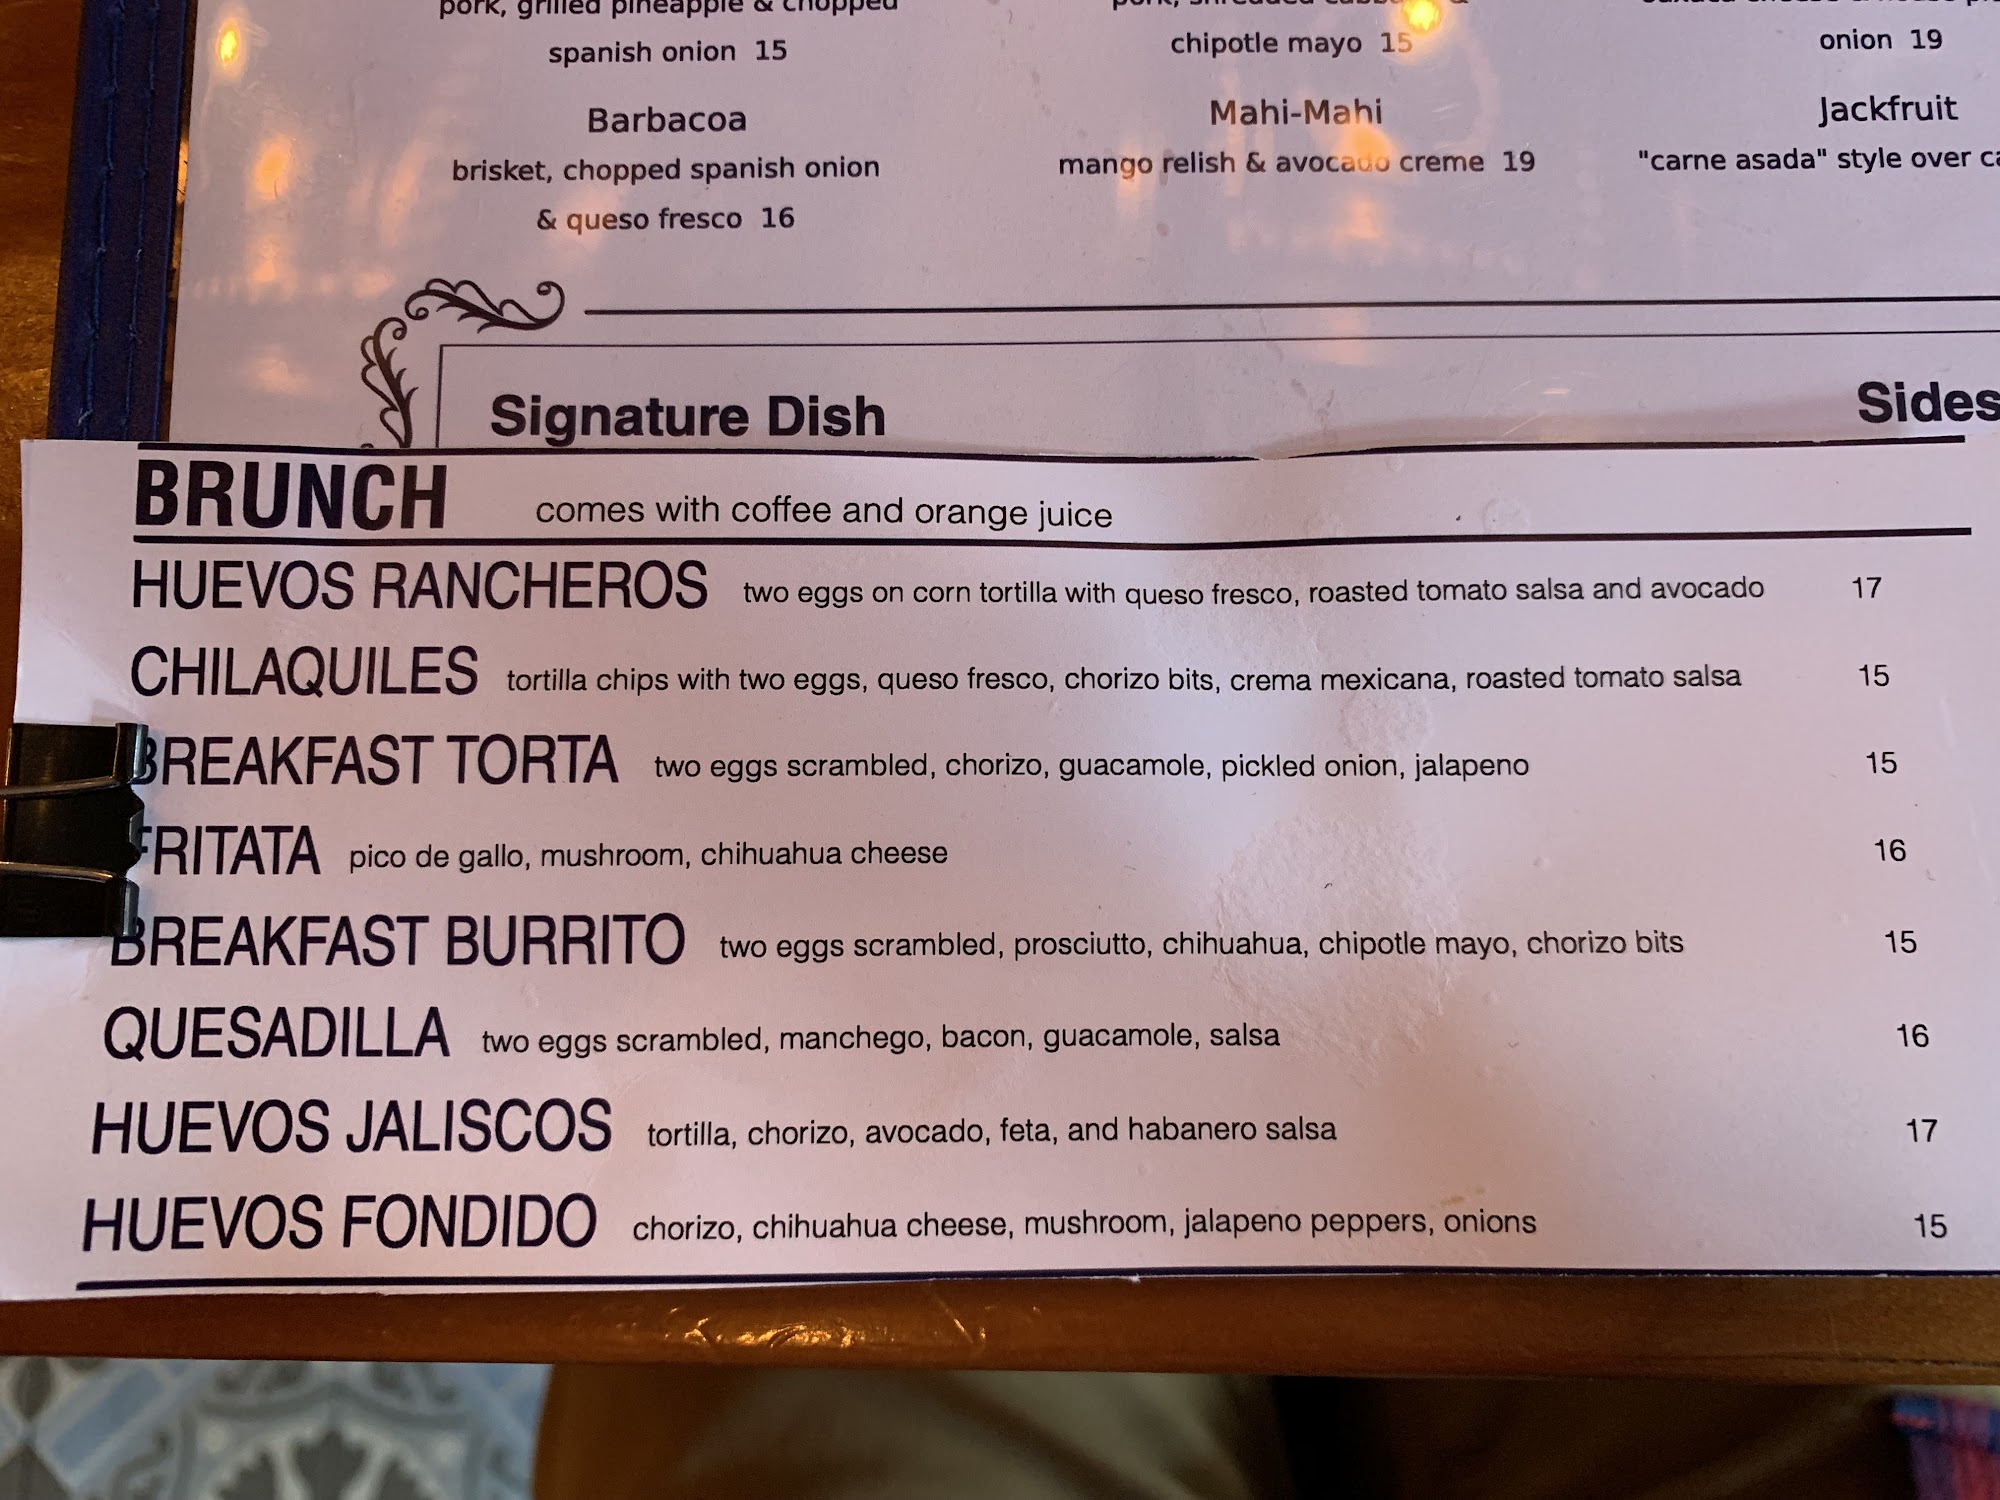 pork, grilled pineapple & chopped
spanish onion 15
Barbacoa
brisket, chopped spanish onion
& queso fresco 16
chipotle mayo 15
Mahi-Mahi
mango relish & avocado creme 19
onion 19
Jackfruit
"carne asada" style over
Signature Dish
Sides
BRUNCH comes with coffee and orange juice
HUEVOS RANCHEROS two eggs on corn tortilla with queso fresco, roasted tomato salsa and avocado 17
CHILAQUILES tortilla chips with two eggs, queso fresco, chorizo bits, crema mexicana, roasted tomato salsa 15
BREAKFAST TORTA two eggs scrambled, chorizo, guacamole, pickled onion, jalapeno 15
FRITATA pico de gallo, mushroom, chihuahua cheese 16
BREAKFAST BURRITO two eggs scrambled, prosciutto, chihuahua, chipotle mayo, chorizo bits 15
QUESADILLA two eggs scrambled, manchego, bacon, guacamole, salsa 16
HUEVOS JALISCOS tortilla, chorizo, avocado, feta, and habanero salsa 17
HUEVOS FONDIDO chorizo, chihuahua cheese, mushroom, jalapeno peppers, onions 15